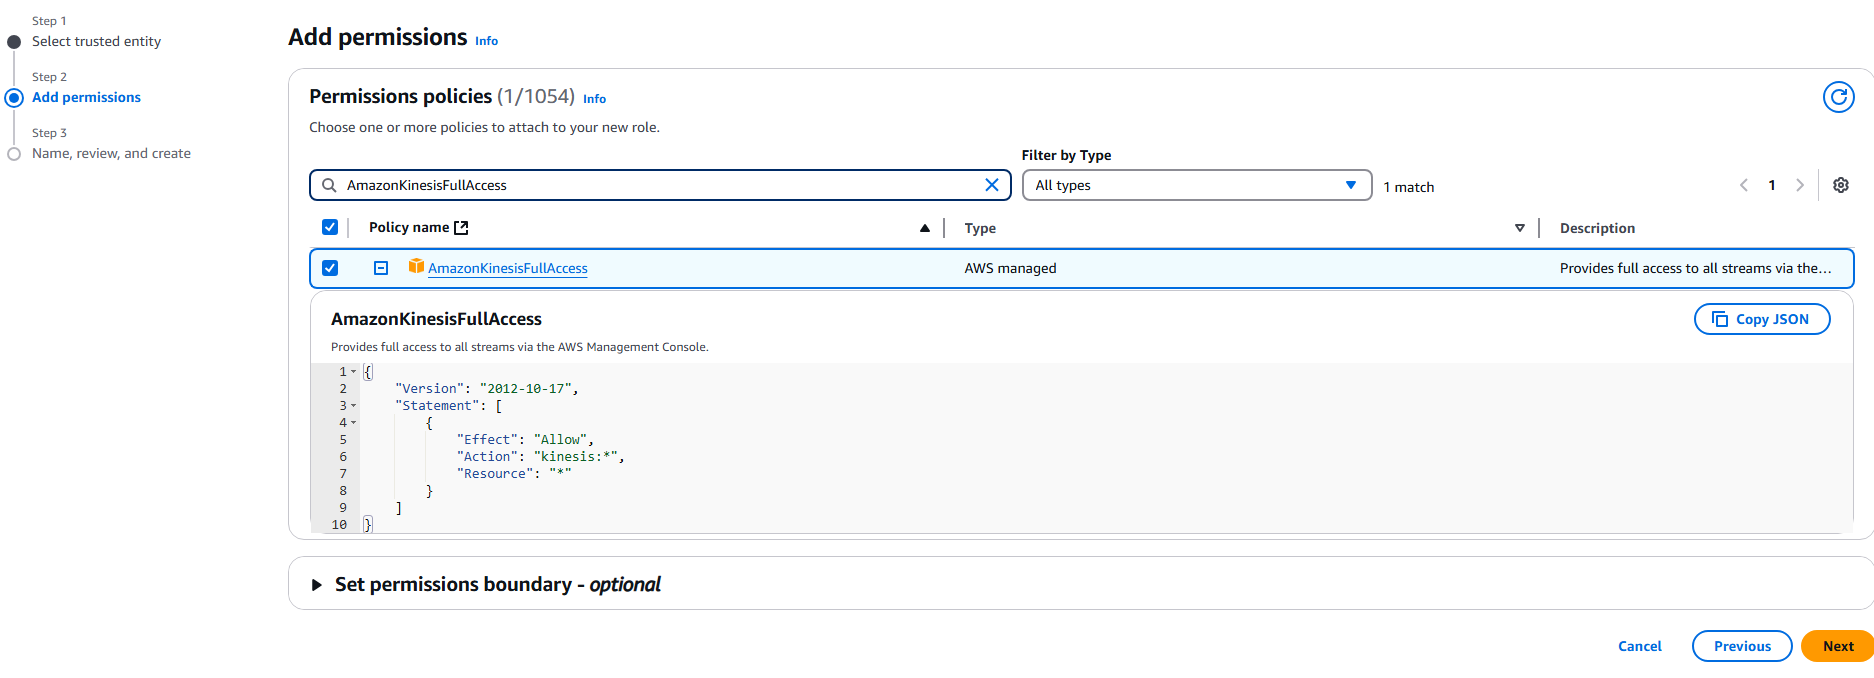 Step 1
Select trusted entity
Step 2
Add permissions
Step 3
Name, review, and create
Add permissions Info
Permissions policies (1/1054) Info
Choose one or more policies to attach to your new role.
Filter by Type
AmazonKinesisFullAccess
All types
1 match
1
Policy name
Type
Description
AmazonKinesisFullAccess
AWS managed
Provides full access to all streams via the...
AmazonKinesisFullAccess
Copy JSON
Provides full access to all streams via the AWS Management Console.
1 {
2 "Version": "2012-10-17",
3 "Statement": [
4 {
5 "Effect": "Allow",
6 "Action": "kinesis:*",
7 "Resource": "*"
8 }
9 ]
10 }
Set permissions boundary - optional
Cancel
Previous
Next